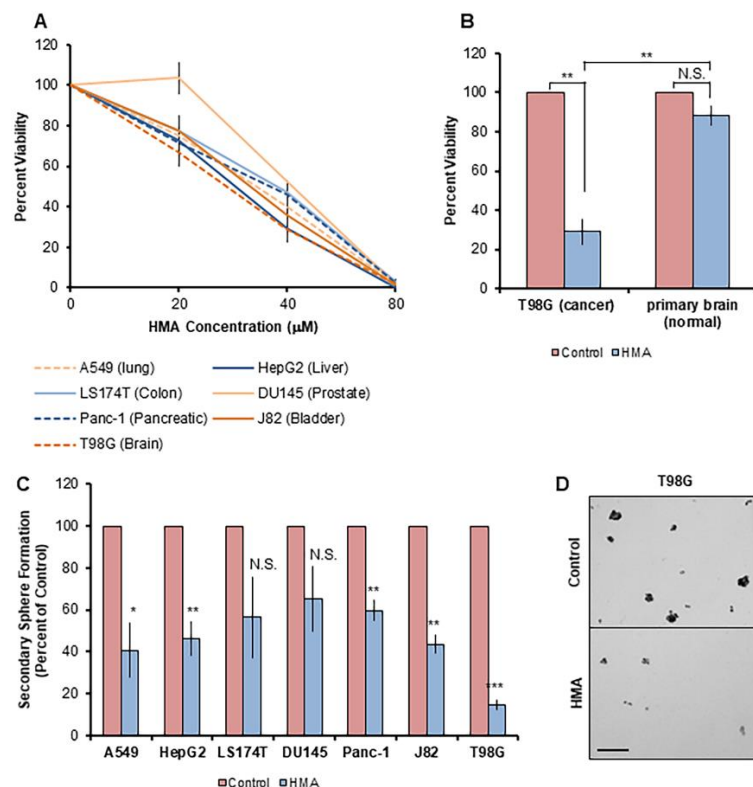 A
120
100
80
60
40
20
0
Percent Viability
0 20 40 80
HMA Concentration (µM)
A549 (lung)
HepG2 (Liver)
LS174T (Colon)
DU145 (Prostate)
Panc-1 (Pancreatic)
J82 (Bladder)
T98G (Brain)
B
120
100
80
60
40
20
0
Percent Viability
**
**
N.S.
T98G (cancer)
primary brain
(normal)
Control HMA
C
120
100
80
60
40
20
0
Secondary Sphere Formation
(Percent of Control)
*
**
N.S.
N.S.
**
**
***
A549 HepG2 LS174T DU145 Panc-1 J82 T98G
Control HMA
D
T98G
Control
HMA